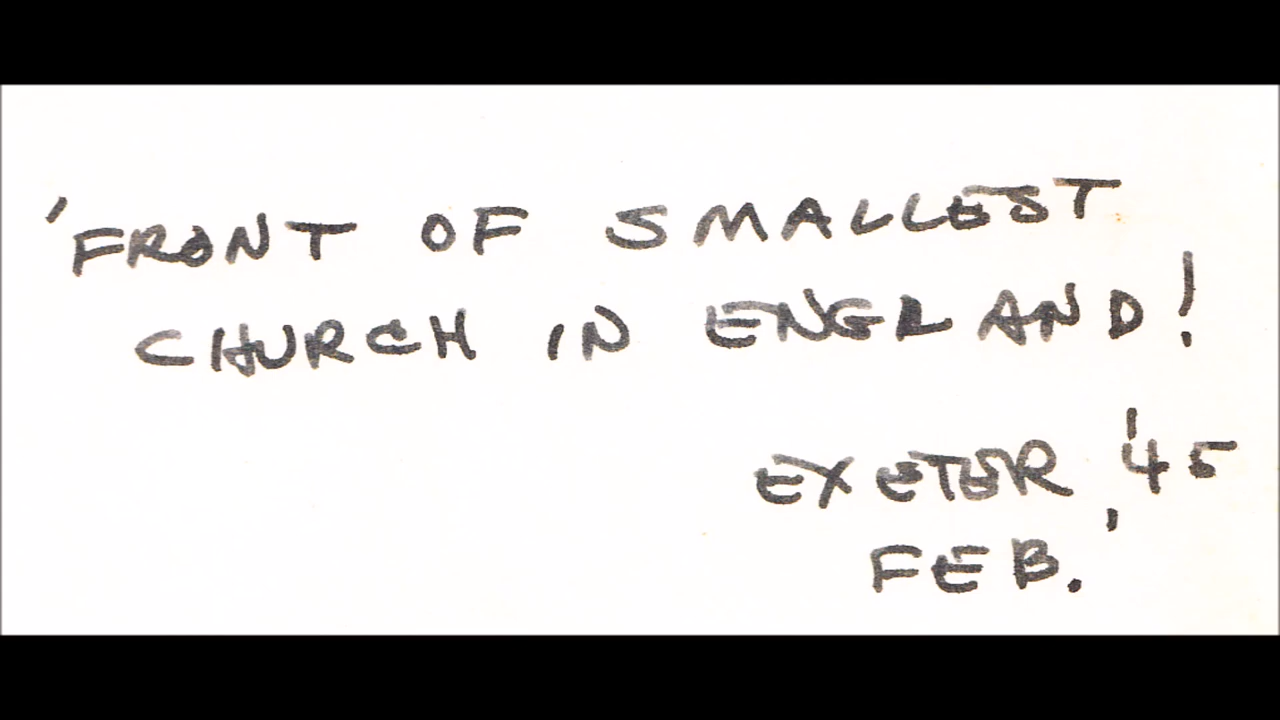 'FRONT OF SMALLEST
CHURCH IN ENGLAND!
EXETER, '45
FEB.